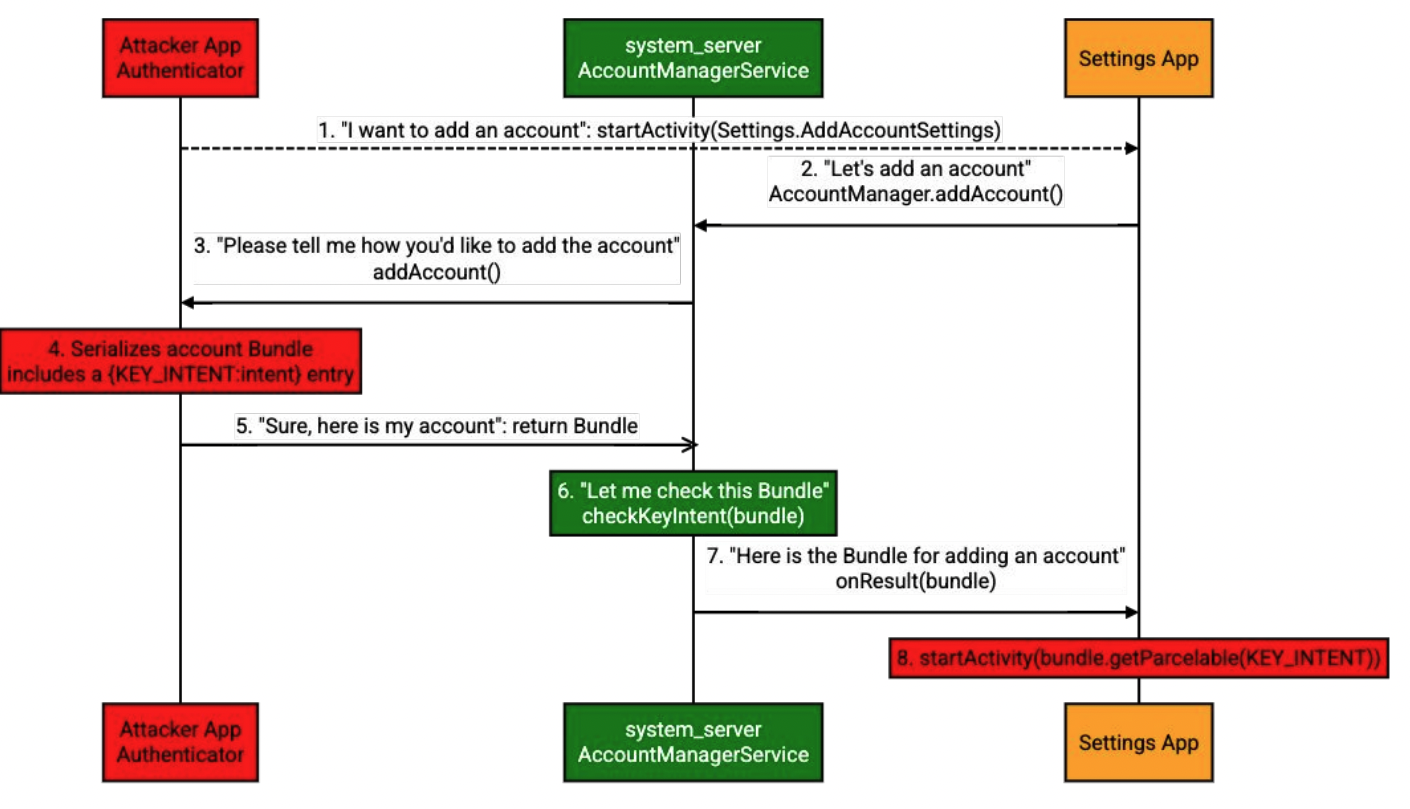 Attacker App
Authenticator
system_server
AccountManagerService
Settings App
1. "I want to add an account": startActivity(Settings.AddAccountSettings)
2. "Let's add an account"
AccountManager.addAccount()
3. "Please tell me how you'd like to add the account"
addAccount()
4. Serializes account Bundle
includes a {KEY_INTENT:intent} entry
5. "Sure, here is my account": return Bundle
6. "Let me check this Bundle"
checkKeyIntent(bundle)
7. "Here is the Bundle for adding an account"
onResult(bundle)
8. startActivity(bundle.getParcelable(KEY_INTENT))
Attacker App
Authenticator
system_server
AccountManagerService
Settings App